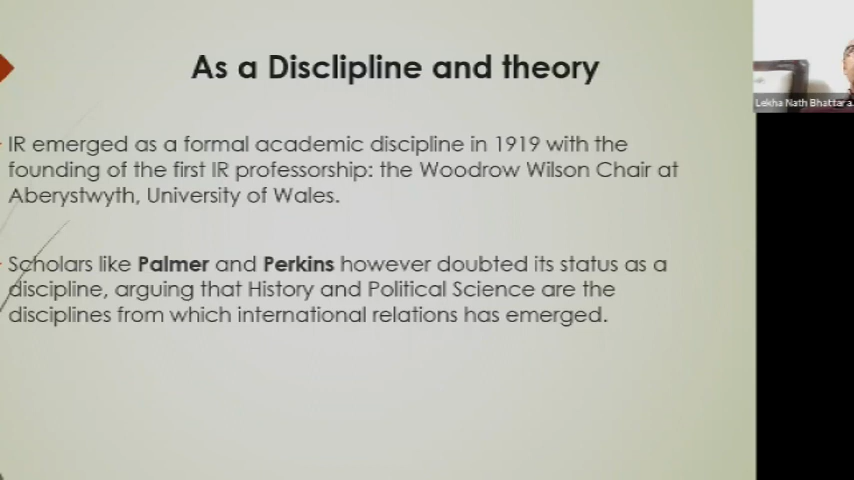 As a Disclipline and theory
IR emerged as a formal academic discipline in 1919 with the
founding of the first IR professorship: the Woodrow Wilson Chair at
Aberystwyth, University of Wales.
Scholars like Palmer and Perkins however doubted its status as a
discipline, arguing that History and Political Science are the
disciplines from which international relations has emerged.
Lekha Nath Bhattara...